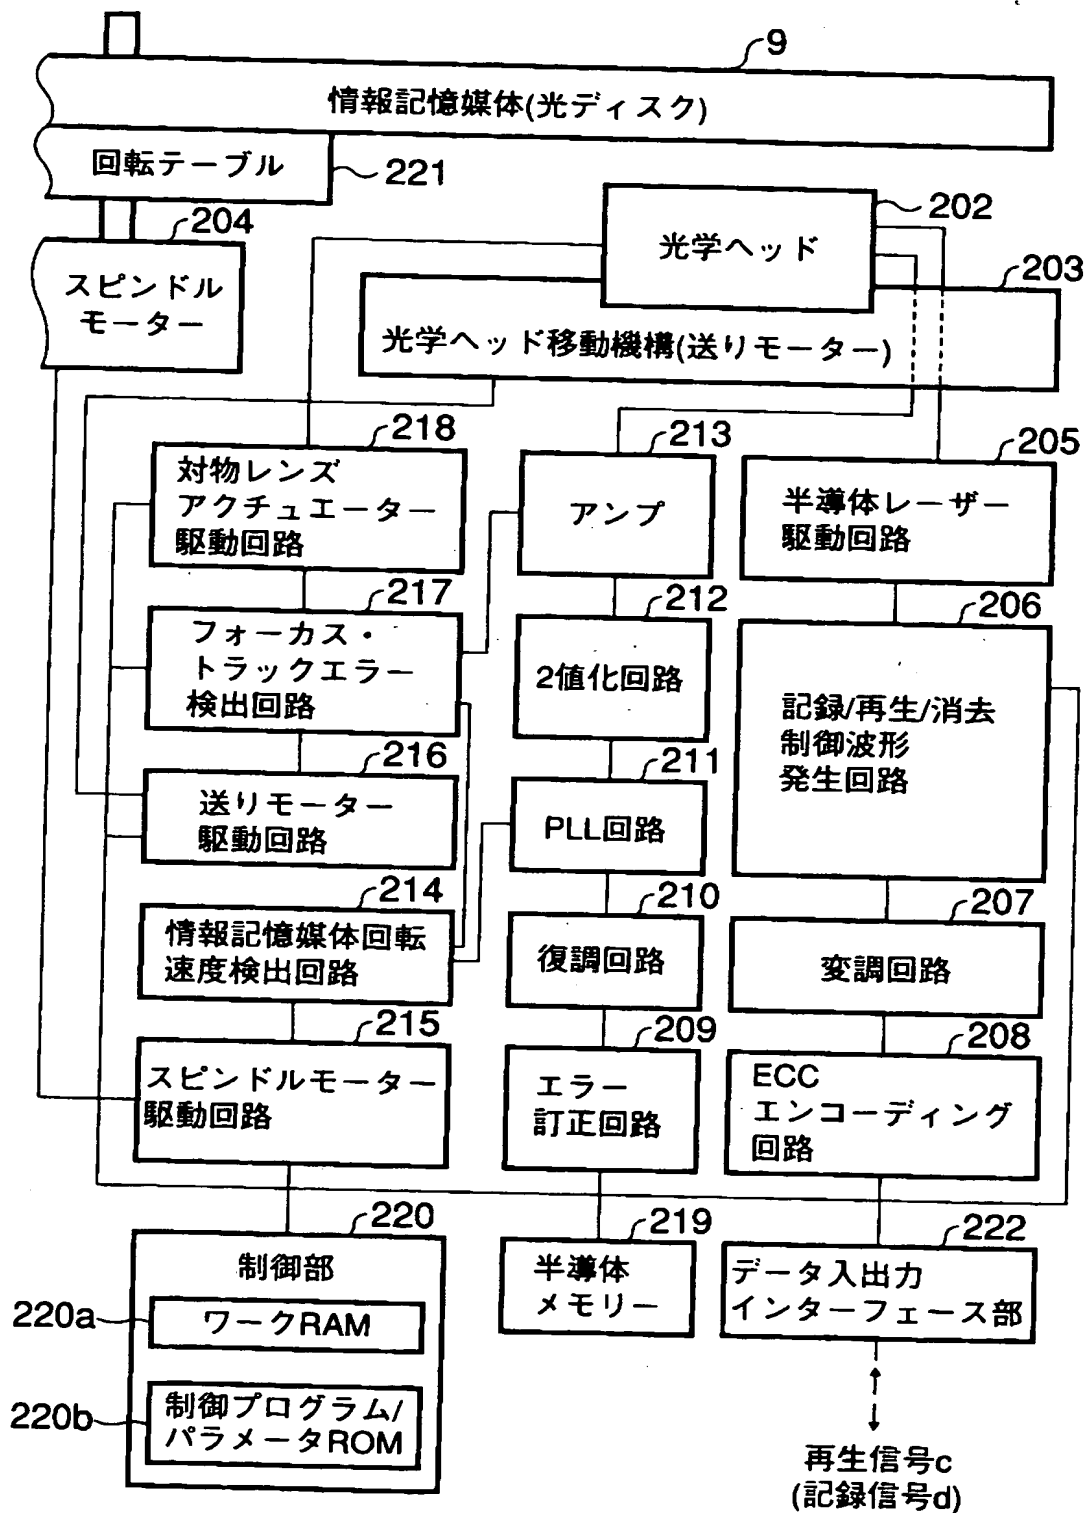 9
情報記憶媒体(光ディスク)
回転テーブル
221
204
202
光学ヘッド
203
スピンドル
モーター
光学ヘッド移動機構(送りモーター)
218
対物レンズ
アクチュエーター
駆動回路
213
アンプ
205
半導体レーザー
駆動回路
217
フォーカス・
トラックエラー
検出回路
212
2値化回路
206
記録/再生/消去
制御波形
発生回路
216
送りモーター
駆動回路
211
PLL回路
214
情報記憶媒体回転
速度検出回路
210
復調回路
207
変調回路
215
スピンドルモーター
駆動回路
209
エラー
訂正回路
208
ECC
エンコーディング
回路
220
制御部
220a
ワークRAM
220b
制御プログラム/
パラメータROM
219
半導体
メモリー
222
データ入出力
インターフェース部
再生信号c
(記録信号d)